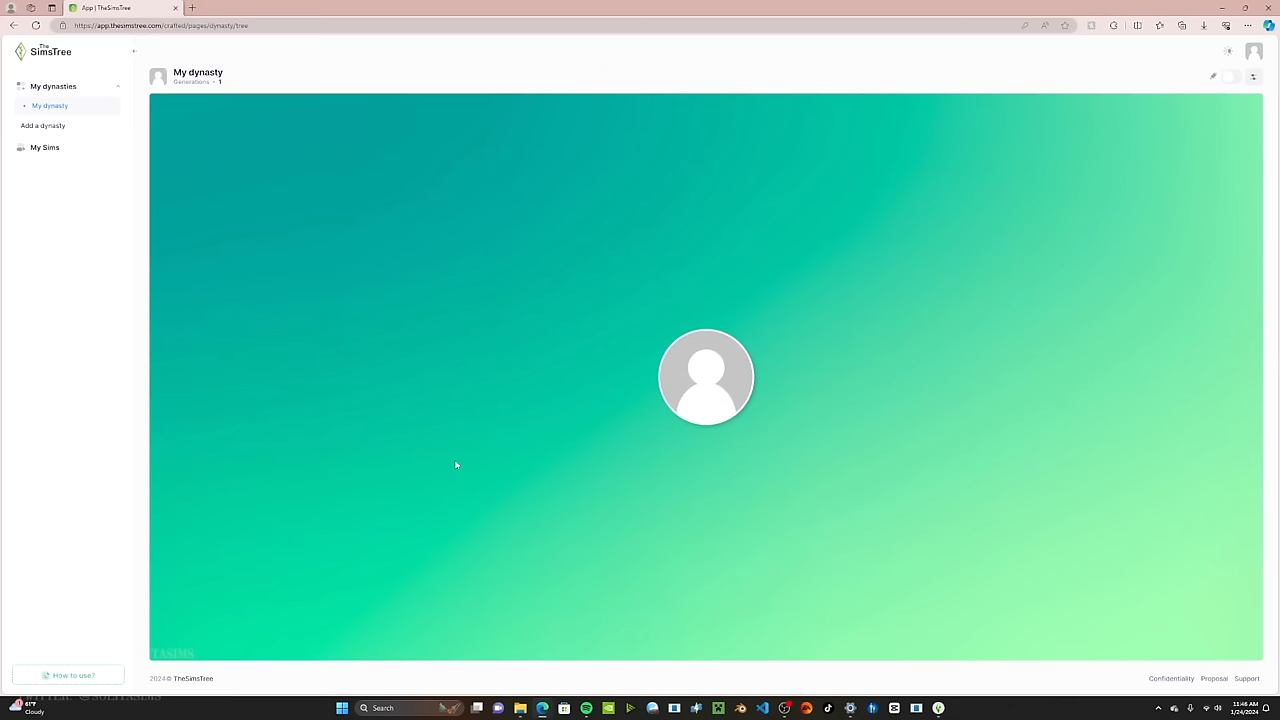 App | TheSimsTree
https://app.thesimstree.com/crafted/pages/dynasty/tree
The
SimsTree
My dynasties
My dynasty
Add a dynasty
My Sims
My dynasty
Generations • 1
TASIMS
How to use?
2024© TheSimsTree
Confidentiality Proposal Support
61°F
Cloudy
Search
11:46 AM
1/24/2024